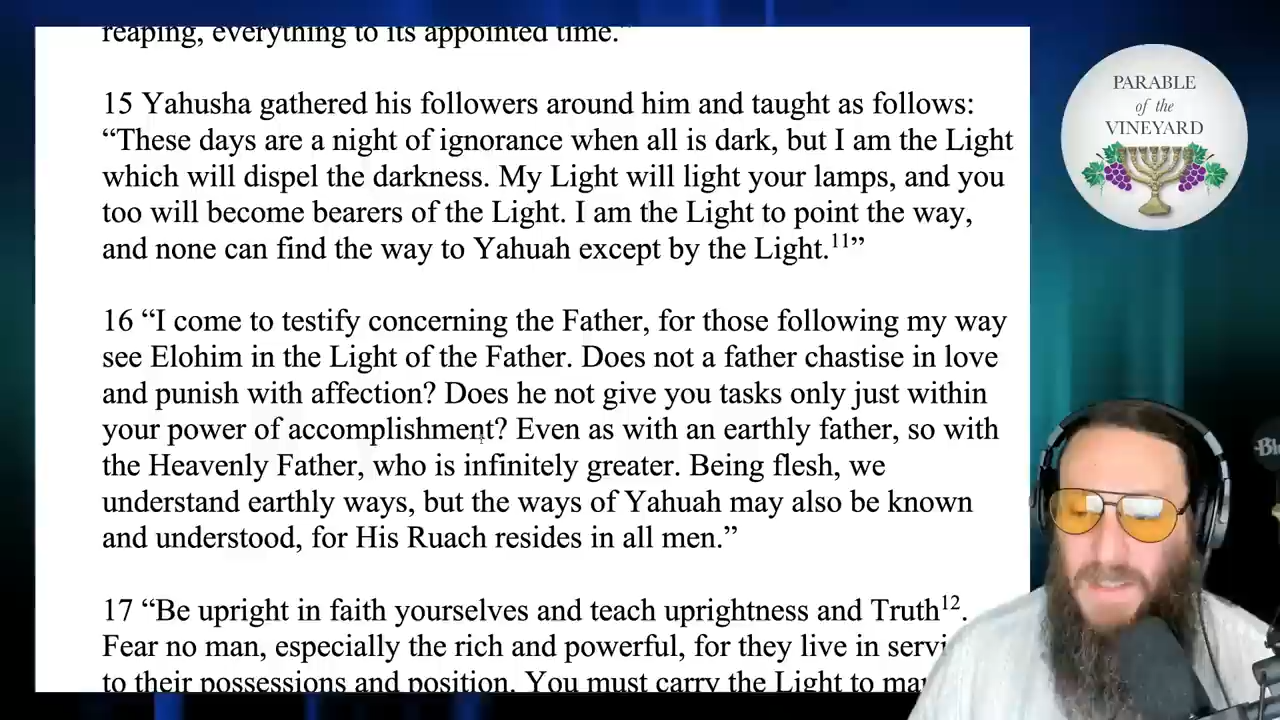 reaping, everything to its appointed time.”
15 Yahusha gathered his followers around him and taught as follows:
“These days are a night of ignorance when all is dark, but I am the Light
which will dispel the darkness. My Light will light your lamps, and you
too will become bearers of the Light. I am the Light to point the way,
and none can find the way to Yahuah except by the Light.¹¹”
16 “I come to testify concerning the Father, for those following my way
see Elohim in the Light of the Father. Does not a father chastise in love
and punish with affection? Does he not give you tasks only just within
your power of accomplishment? Even as with an earthly father, so with
the Heavenly Father, who is infinitely greater. Being flesh, we
understand earthly ways, but the ways of Yahuah may also be known
and understood, for His Ruach resides in all men.”
17 “Be upright in faith yourselves and teach uprightness and Truth¹².
Fear no man, especially the rich and powerful, for they live in servi
to their possessions and position. You must carry the Light to
PARABLE
of the
VINEYARD